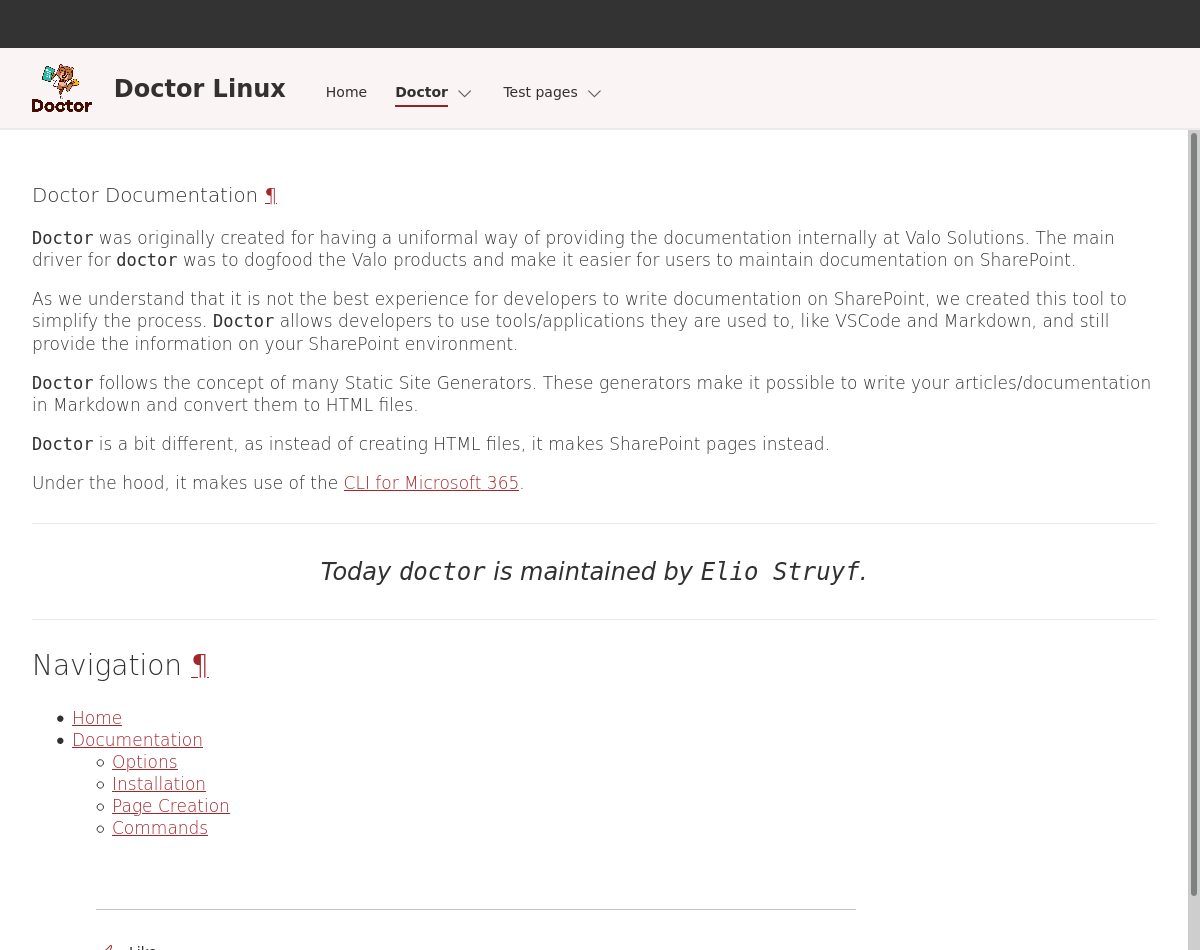 Doctor
Doctor Linux
Home
Doctor
Test pages
Doctor Documentation ¶
Doctor was originally created for having a uniformal way of providing the documentation internally at Valo Solutions. The main
driver for doctor was to dogfood the Valo products and make it easier for users to maintain documentation on SharePoint.
As we understand that it is not the best experience for developers to write documentation on SharePoint, we created this tool to
simplify the process. Doctor allows developers to use tools/applications they are used to, like VSCode and Markdown, and still
provide the information on your SharePoint environment.
Doctor follows the concept of many Static Site Generators. These generators make it possible to write your articles/documentation
in Markdown and convert them to HTML files.
Doctor is a bit different, as instead of creating HTML files, it makes SharePoint pages instead.
Under the hood, it makes use of the CLI for Microsoft 365.
Today doctor is maintained by Elio Struyf.
Navigation ¶
Home
Documentation
Options
Installation
Page Creation
Commands
Like